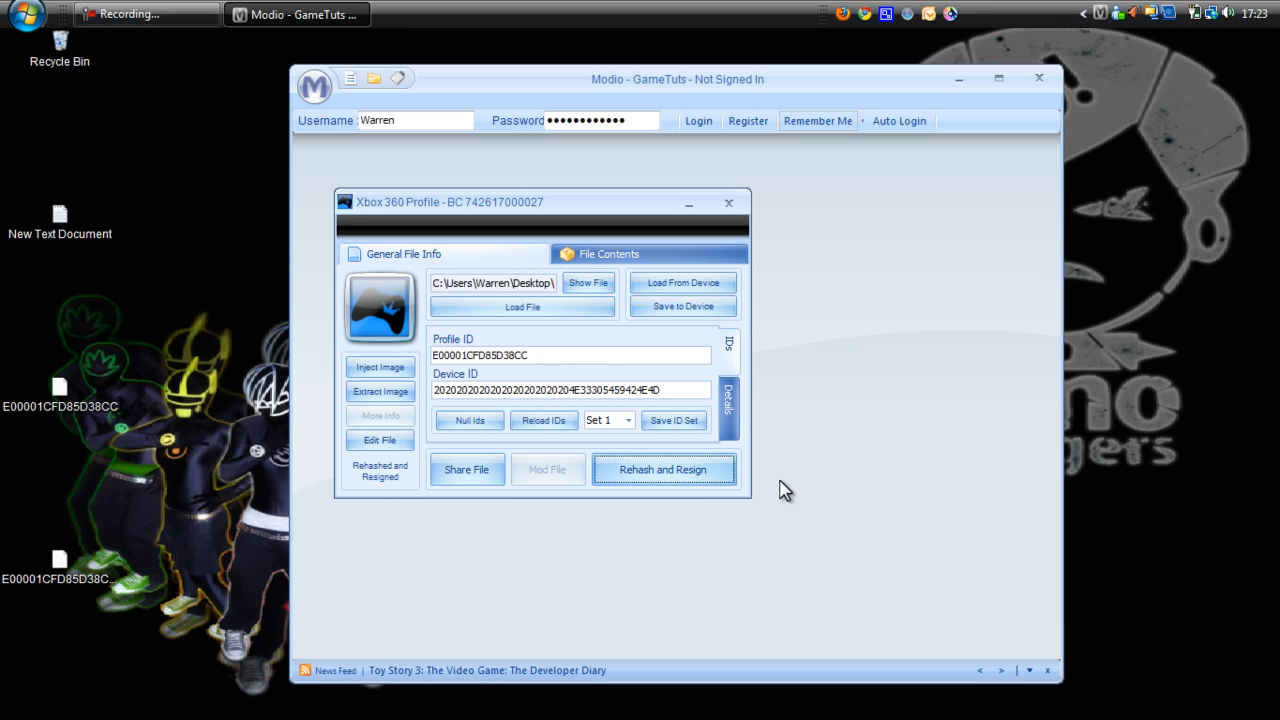 Recording...
Modio - GameTuts ...
17:23
Recycle Bin
Modio - GameTuts - Not Signed In
Username :
Warren
Password
Login
Register
Remember Me
Auto Login
Xbox 360 Profile - BC 742617000027
New Text Document
General File Info
File Contents
C:\Users\Warren\Desktop\
Show File
Load From Device
Load File
Save to Device
Profile ID
IDs
E00001CFD85D38CC
Inject Image
Device ID
2020202020202020202020204E33305459424E4D
Details
Extract Image
E00001CFD85D38CC
More Info
Null Ids
Reload IDs
Set 1
Save ID Set
Edit File
Rehashed and
Resigned
Share File
Mod File
Rehash and Resign
E00001CFD85D38C...
News Feed
Toy Story 3: The Video Game: The Developer Diary